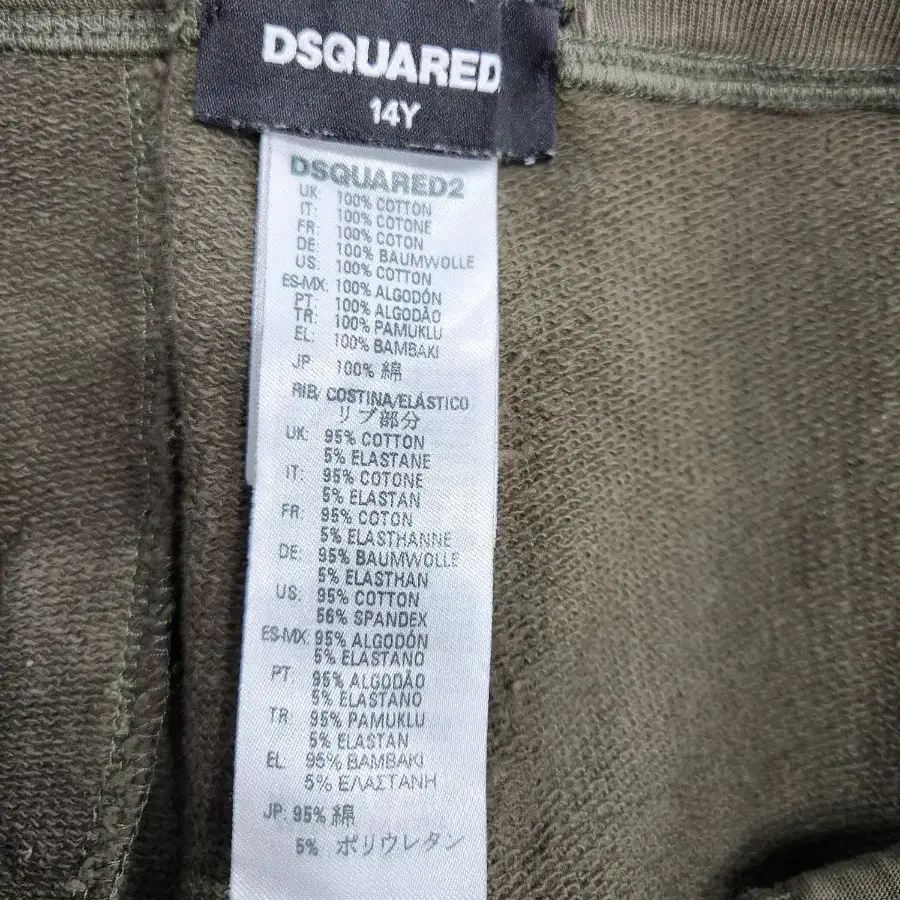 DSQUARED
14Y
DSQUARED2
UK: 100% COTTON
IT: 100% COTONE
FR: 100% COTON
DE: 100% BAUMWOLLE
US: 100% COTTON
ES-MX: 100% ALGODÓN
PT: 100% ALGODÃO
TR: 100% PAMUKLU
EL: 100% BAMBAKI
JP 100% 綿
RIB/ COSTINA/ELÁSTICO
リブ部分
UK: 95% COTTON
5% ELASTANE
IT: 95% COTONE
5% ELASTAN
FR: 95% COTON
5% ELASTHANNE
DE: 95% BAUMWOLLE
5% ELASTHAN
US: 95% COTTON
56% SPANDEX
ES-MX: 95% ALGODÓN
5% ELASTANO
PT: 95% ALGODÃO
5% ELASTANO
TR: 95% PAMUKLU
5% ELASTAN
EL: 95% BAMBAKI
5% ΕΛΑΣΤΑΝΗ
JP: 95% 綿
5% ポリウレタン